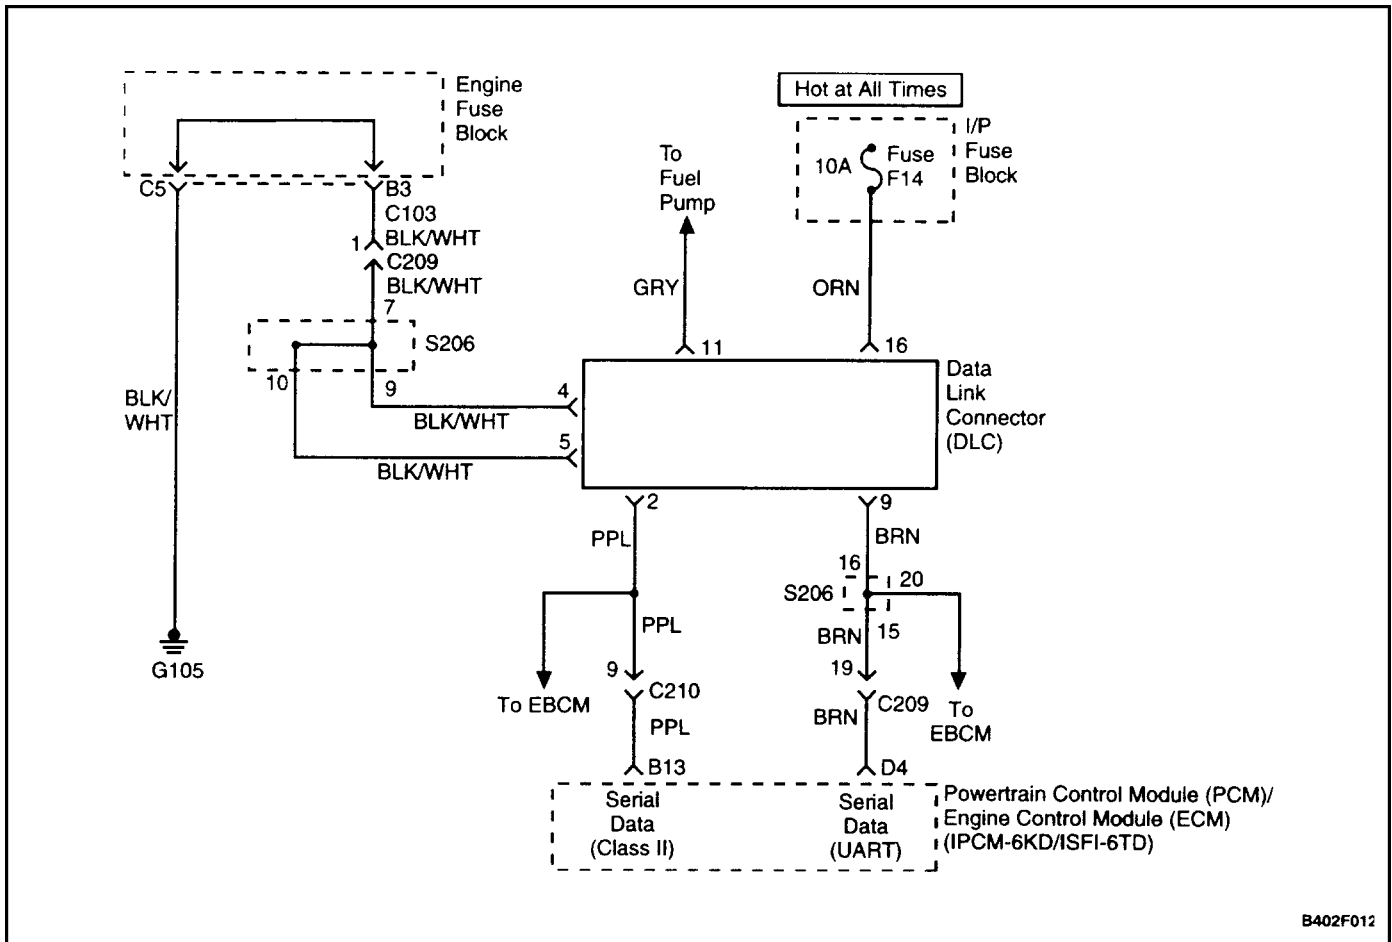 Engine
Fuse
Block
Hot at All Times
I/P
Fuse
Block
10A
Fuse
F14
To
Fuel
Pump
C5
B3
C103
BLK/WHT
1
C209
BLK/WHT
7
GRY
ORN
S206
11
16
10
9
BLK/
WHT
BLK/WHT
4
5
BLK/WHT
Data
Link
Connector
(DLC)
2
9
PPL
BRN
16
20
S206
15
PPL
BRN
9
19
G105
To EBCM
C210
PPL
C209
BRN
To
EBCM
B13
D4
Serial
Data
(Class II)
Serial
Data
(UART)
Powertrain Control Module (PCM)/
Engine Control Module (ECM)
(IPCM-6KD/ISFI-6TD)
B402F012